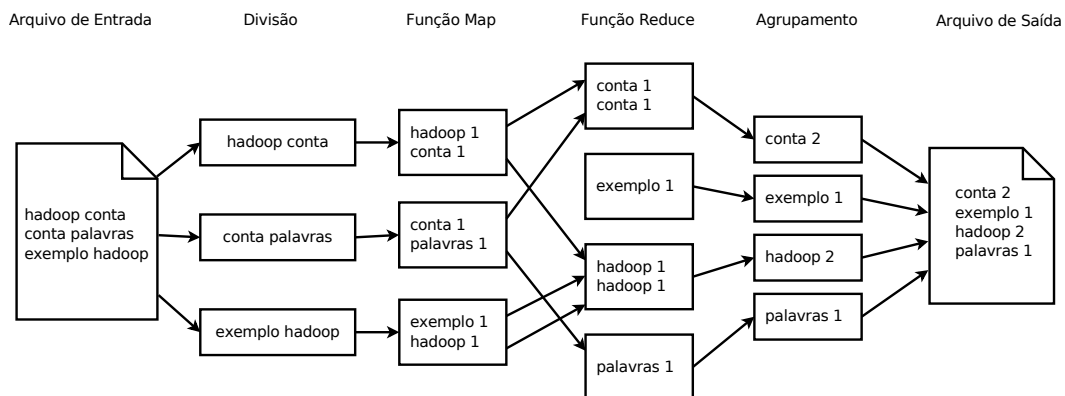 Arquivo de Entrada
Divisão
Função Map
Função Reduce
Agrupamento
Arquivo de Saída
hadoop conta
conta palavras
exemplo hadoop
hadoop conta
conta palavras
exemplo hadoop
hadoop 1
conta 1
conta 1
palavras 1
exemplo 1
hadoop 1
conta 1
conta 1
exemplo 1
hadoop 1
hadoop 1
palavras 1
conta 2
exemplo 1
hadoop 2
palavras 1
conta 2
exemplo 1
hadoop 2
palavras 1